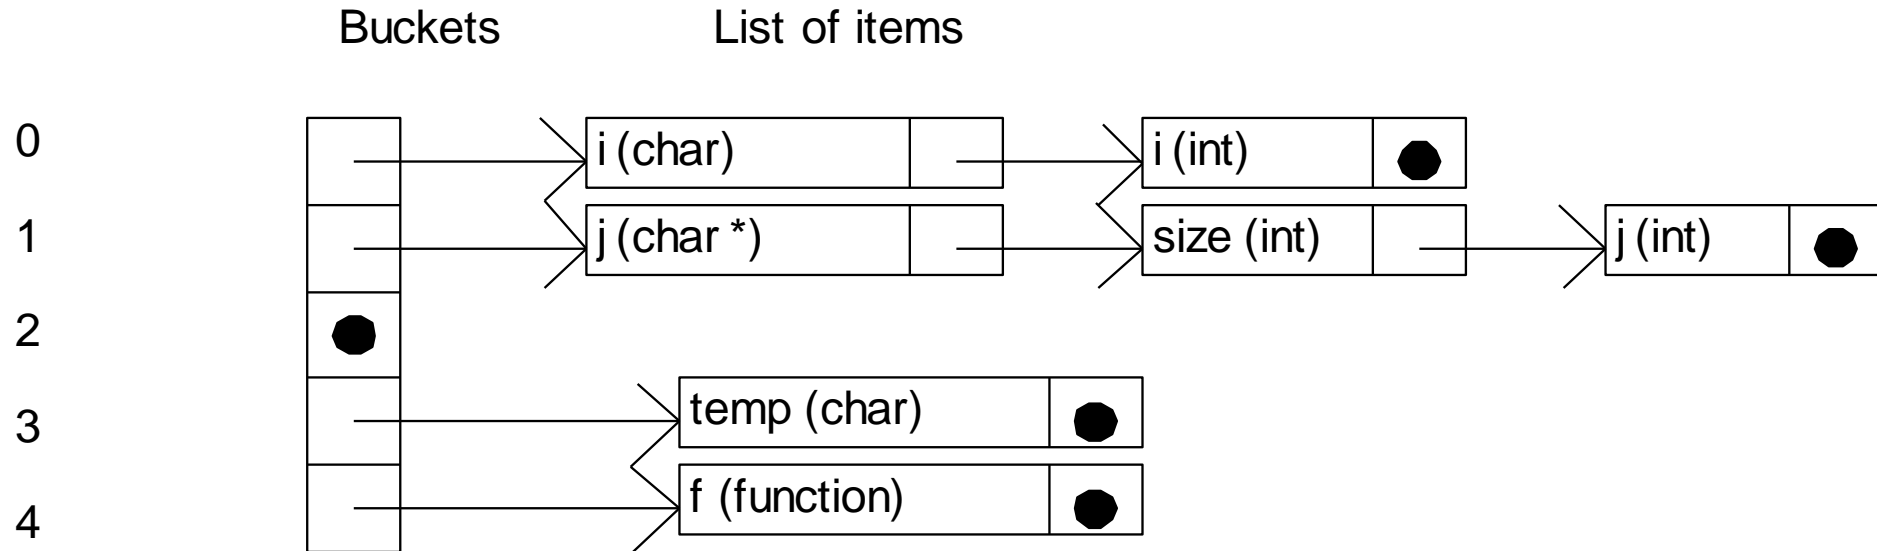 Buckets List of items
0 i (char) i (int)
1 j (char *) size (int) j (int)
2
3 temp (char)
4 f (function)